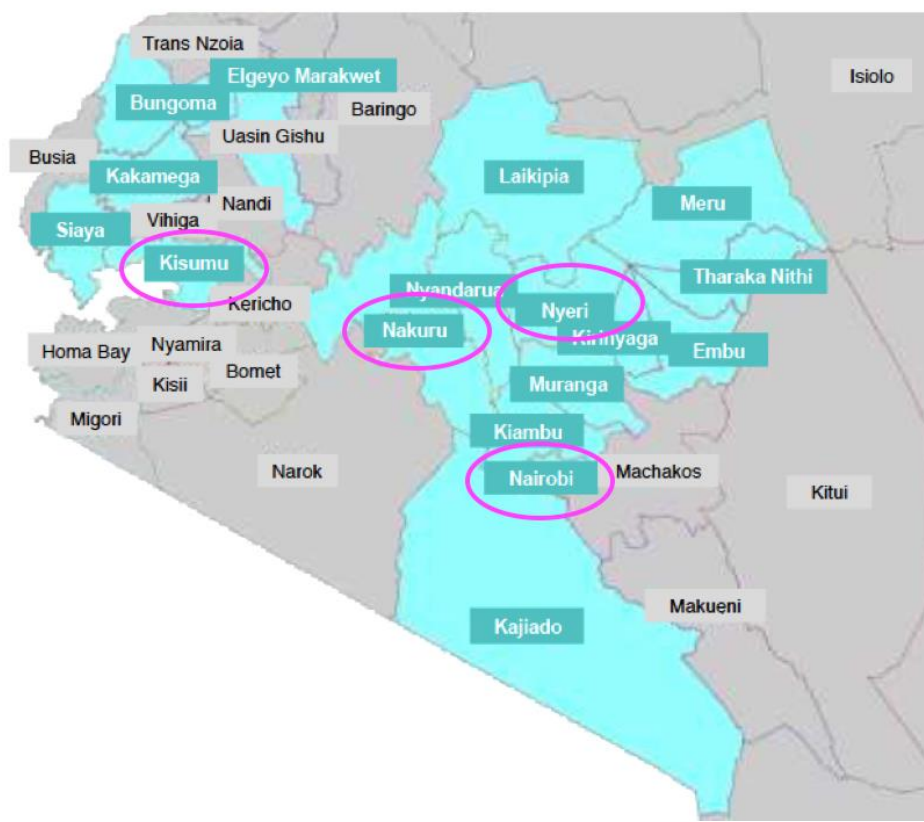 Trans Nzoia
Elgeyo Marakwet
Isiolo
Bungoma
Baringo
Uasin Gishu
Busia
Kakamega
Laikipia
Nandi
Meru
Vihiga
Siaya
Kisumu
Tharaka Nithi
Nyandarua
Kericho
Nyeri
Nakuru
Kirinyaga
Nyamira
Homa Bay
Embu
Bomet
Kisii
Muranga
Migori
Kiambu
Narok
Nairobi
Machakos
Kitui
Makueni
Kajiado